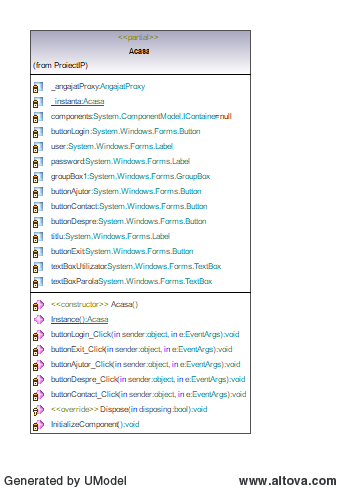 <<partial>>
Acasa
(from ProiectIP)
_angajatProxy:AngajatProxy
_instanta:Acasa
components:System.ComponentModel.IContainer=null
buttonLogin:System.Windows.Forms.Button
user:System.Windows.Forms.Label
password:System.Windows.Forms.Label
groupBox1:System.Windows.Forms.GroupBox
buttonAjutor:System.Windows.Forms.Button
buttonContact:System.Windows.Forms.Button
buttonDespre:System.Windows.Forms.Button
titlu:System.Windows.Forms.Label
buttonExit:System.Windows.Forms.Button
textBoxUtilizator:System.Windows.Forms.TextBox
textBoxParola:System.Windows.Forms.TextBox
<<constructor>> Acasa()
Instance():Acasa
buttonLogin_Click(in sender:object, in e:EventArgs):void
buttonExit_Click(in sender:object, in e:EventArgs):void
buttonAjutor_Click(in sender:object, in e:EventArgs):void
buttonDespre_Click(in sender:object, in e:EventArgs):void
buttonContact_Click(in sender:object, in e:EventArgs):void
<<override>> Dispose(in disposing:bool):void
InitializeComponent():void
Generated by UModel
www.altova.com